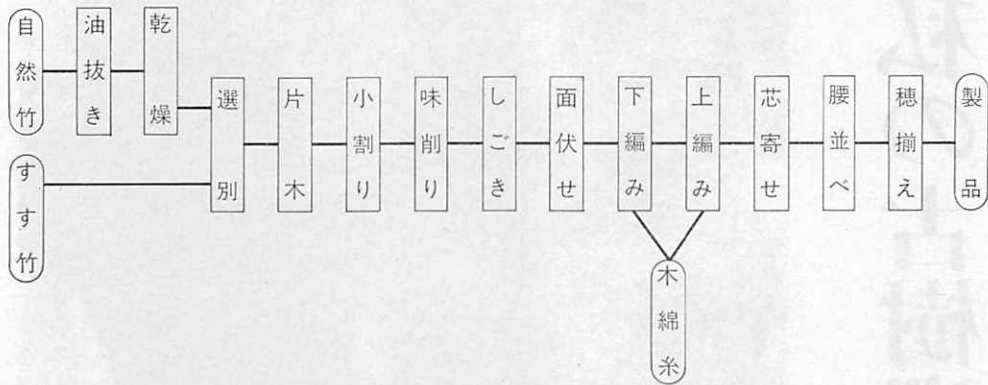 自然竹
油抜き
乾燥
すす竹
選別
片木
小割り
味削り
しごき
面伏せ
下編み
上編み
木綿糸
芯寄せ
腰並べ
穂揃え
製品